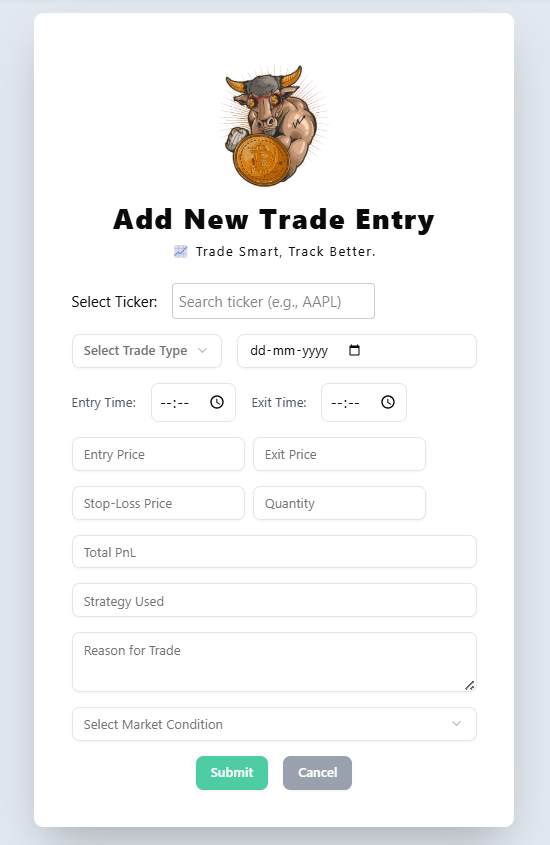 Add New Trade Entry
📈 Trade Smart, Track Better.
Select Ticker: Search ticker (e.g., AAPL)
Select Trade Type dd-mm-yyyy
Entry Time: --:-- Exit Time: --:--
Entry Price Exit Price
Stop-Loss Price Quantity
Total PnL
Strategy Used
Reason for Trade
Select Market Condition
Submit Cancel